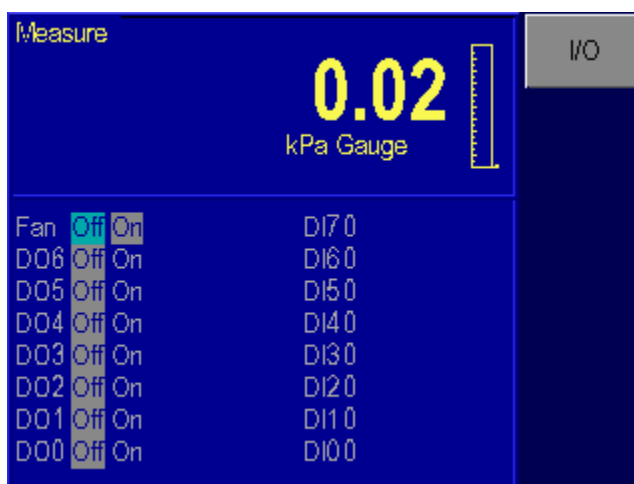 Measure
I/O
0.02
kPa Gauge
Fan Off On DI7 0
DO6 Off On DI6 0
DO5 Off On DI5 0
DO4 Off On DI4 0
DO3 Off On DI3 0
DO2 Off On DI2 0
DO1 Off On DI1 0
DO0 Off On DI0 0